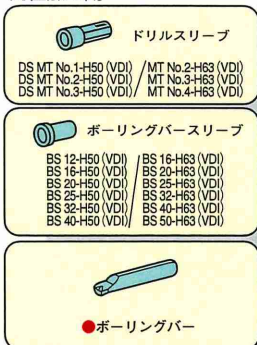 ドリルスリーブ
DS MT No.1-H50 (VDI) / MT No.2-H63 (VDI)
DS MT No.2-H50 (VDI) / MT No.3-H63 (VDI)
DS MT No.3-H50 (VDI) / MT No.4-H63 (VDI)
ボーリングバースリーブ
BS 12-H50 (VDI) / BS 16-H63 (VDI)
BS 16-H50 (VDI) / BS 20-H63 (VDI)
BS 20-H50 (VDI) / BS 25-H63 (VDI)
BS 25-H50 (VDI) / BS 32-H63 (VDI)
BS 32-H50 (VDI) / BS 40-H63 (VDI)
BS 40-H50 (VDI) / BS 50-H63 (VDI)
●ボーリングバー